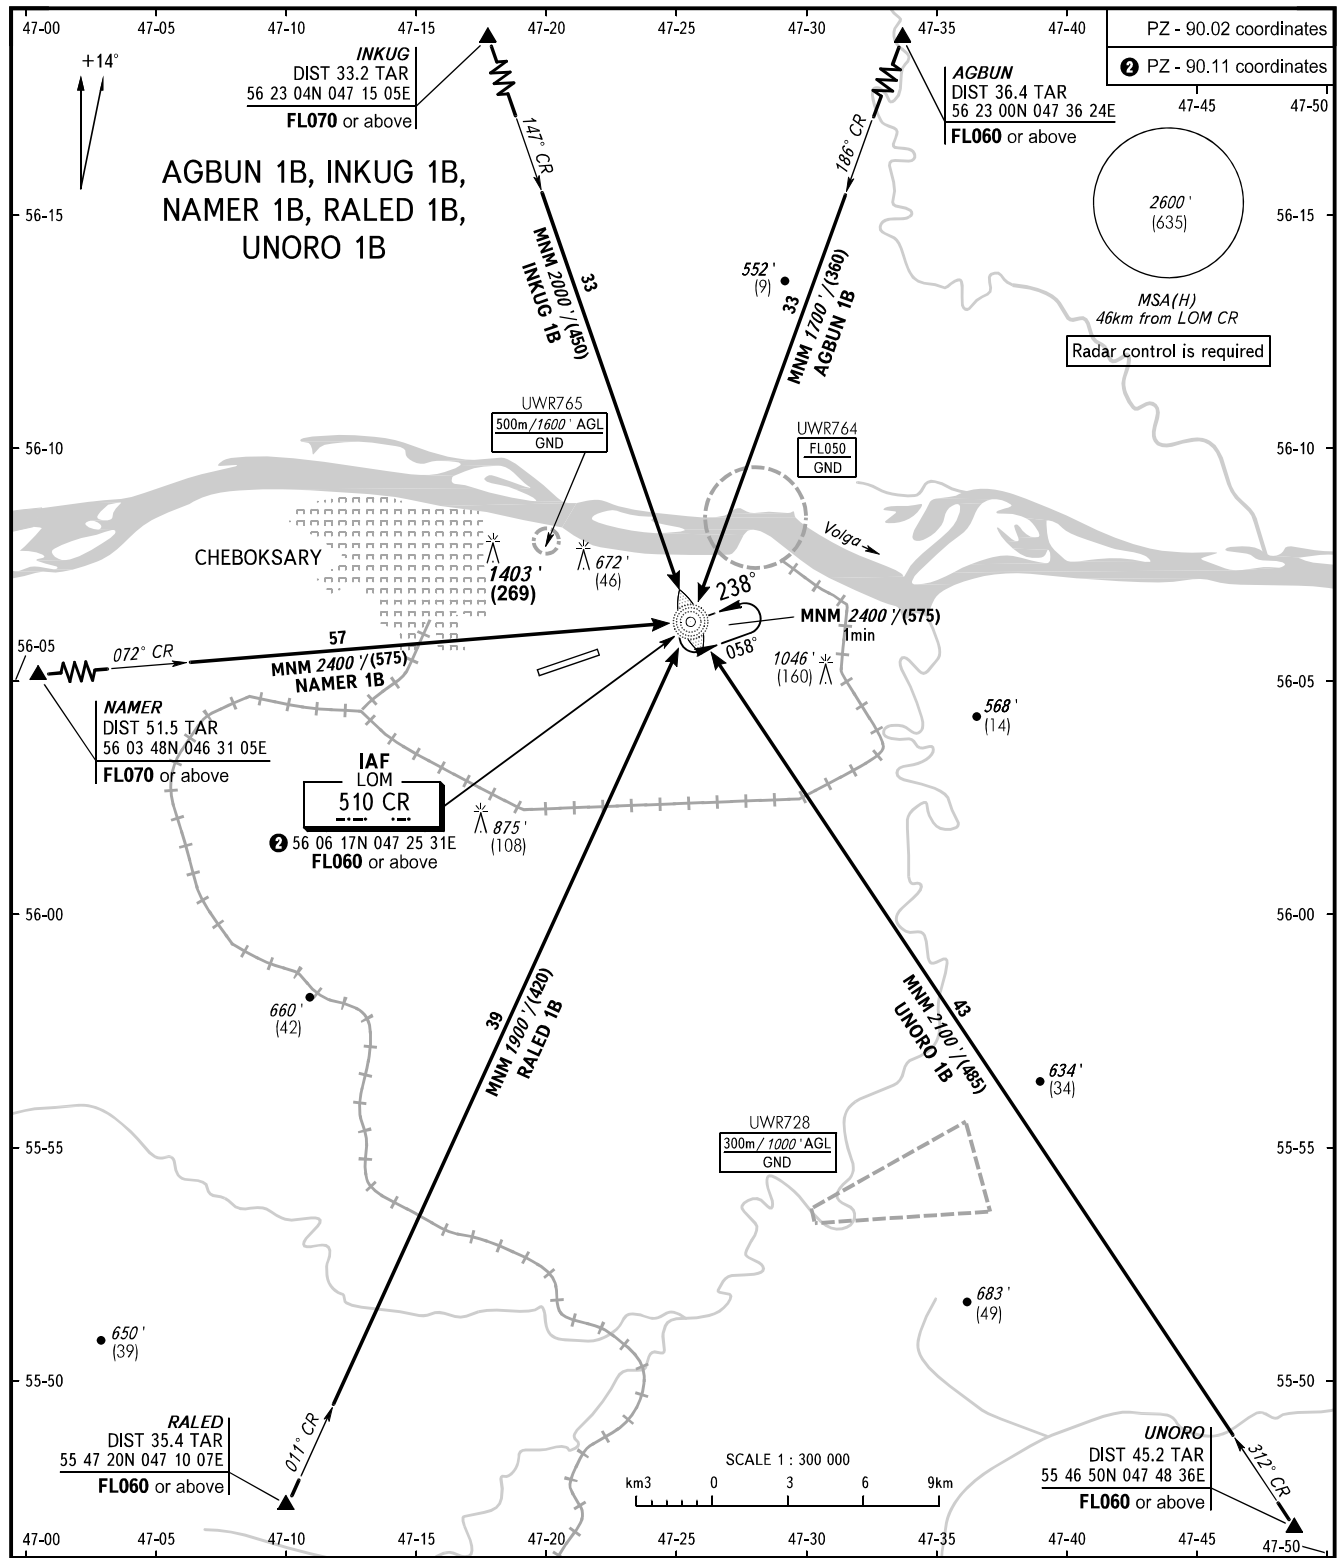 47-00
47-05
47-10
47-15
47-20
47-25
47-30
47-35
47-40
PZ - 90.02 coordinates
❷ PZ - 90.11 coordinates
47-45
47-50
+14°
INKUG
DIST 33.2 TAR
56 23 04N 047 15 05E
FL070 or above
AGBUN
DIST 36.4 TAR
56 23 00N 047 36 24E
FL060 or above
147° CR
186° CR
AGBUN 1B, INKUG 1B,
NAMER 1B, RALED 1B,
UNORO 1B
2600'
(635)
MSA(H)
46km from LOM CR
Radar control is required
56-15
56-15
33
MNM 2000'/(450)
INKUG 1B
552'
(9)
33
MNM 1700'/(360)
AGBUN 1B
UWR765
500m/1600' AGL
GND
UWR764
FL050
GND
56-10
56-10
Volga
CHEBOKSARY
1403'
(269)
672'
(46)
238°
058°
MNM 2400'/(575)
1min
1046'
(160)
56-05
56-05
072° CR
57
MNM 2400'/(575)
NAMER 1B
NAMER
DIST 51.5 TAR
56 03 48N 046 31 05E
FL070 or above
568'
(14)
IAF
LOM
510 CR
❷ 56 06 17N 047 25 31E
FL060 or above
875'
(108)
56-00
56-00
660'
(42)
39
MNM 1900'/(420)
RALED 1B
43
MNM 2100'/(485)
UNORO 1B
634'
(34)
UWR728
300m/1000'AGL
GND
55-55
55-55
683'
(49)
650'
(39)
55-50
55-50
RALED
DIST 35.4 TAR
55 47 20N 047 10 07E
FL060 or above
011° CR
SCALE 1 : 300 000
km3
0
3
6
9km
UNORO
DIST 45.2 TAR
55 46 50N 047 48 36E
FL060 or above
312° CR
47-00
47-05
47-10
47-15
47-20
47-25
47-30
47-35
47-40
47-45
47-50